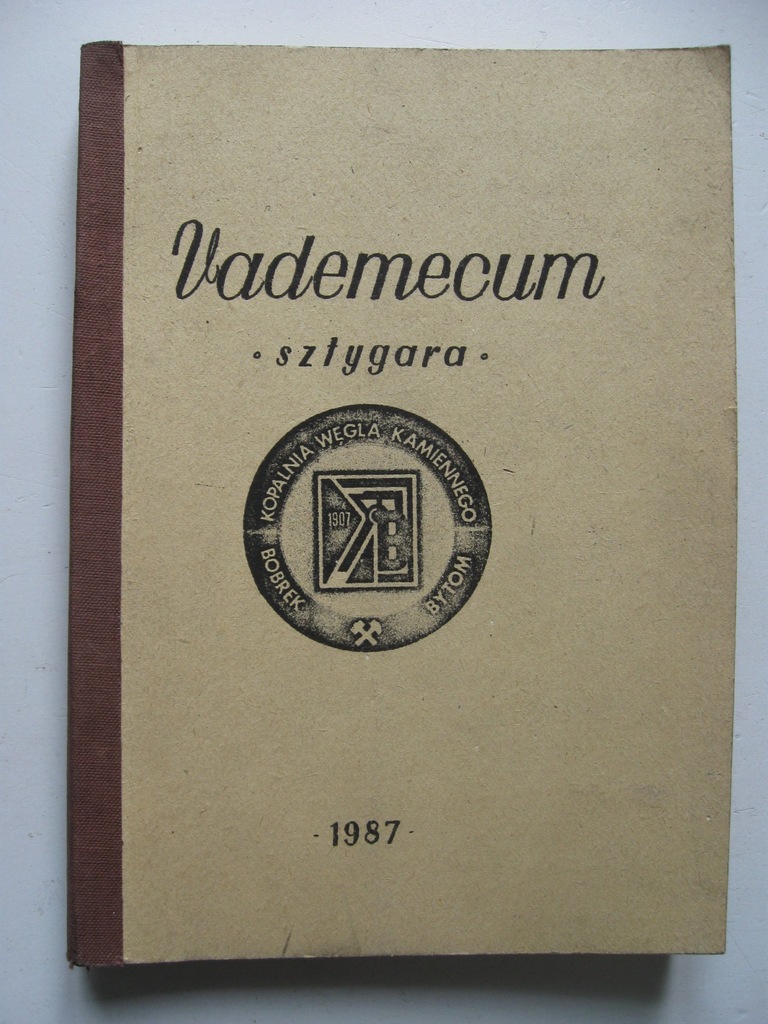 Vademecum
• sztygara •
KOPALNIA WĘGLA KAMIENNEGO
1907
BOBREK
BYTOM
- 1987 -